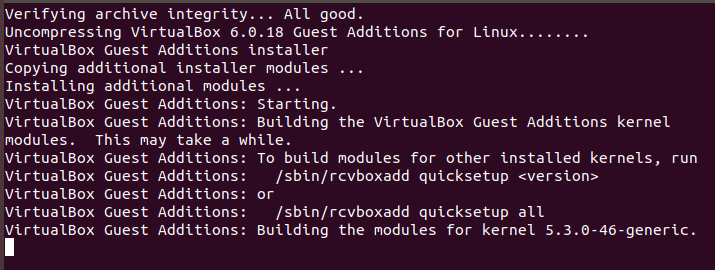 Verifying archive integrity... All good.
Uncompressing VirtualBox 6.0.18 Guest Additions for Linux........
VirtualBox Guest Additions installer
Copying additional installer modules ...
Installing additional modules ...
VirtualBox Guest Additions: Starting.
VirtualBox Guest Additions: Building the VirtualBox Guest Additions kernel
modules.  This may take a while.
VirtualBox Guest Additions: To build modules for other installed kernels, run
VirtualBox Guest Additions:   /sbin/rcvboxadd quicksetup <version>
VirtualBox Guest Additions: or
VirtualBox Guest Additions:   /sbin/rcvboxadd quicksetup all
VirtualBox Guest Additions: Building the modules for kernel 5.3.0-46-generic.